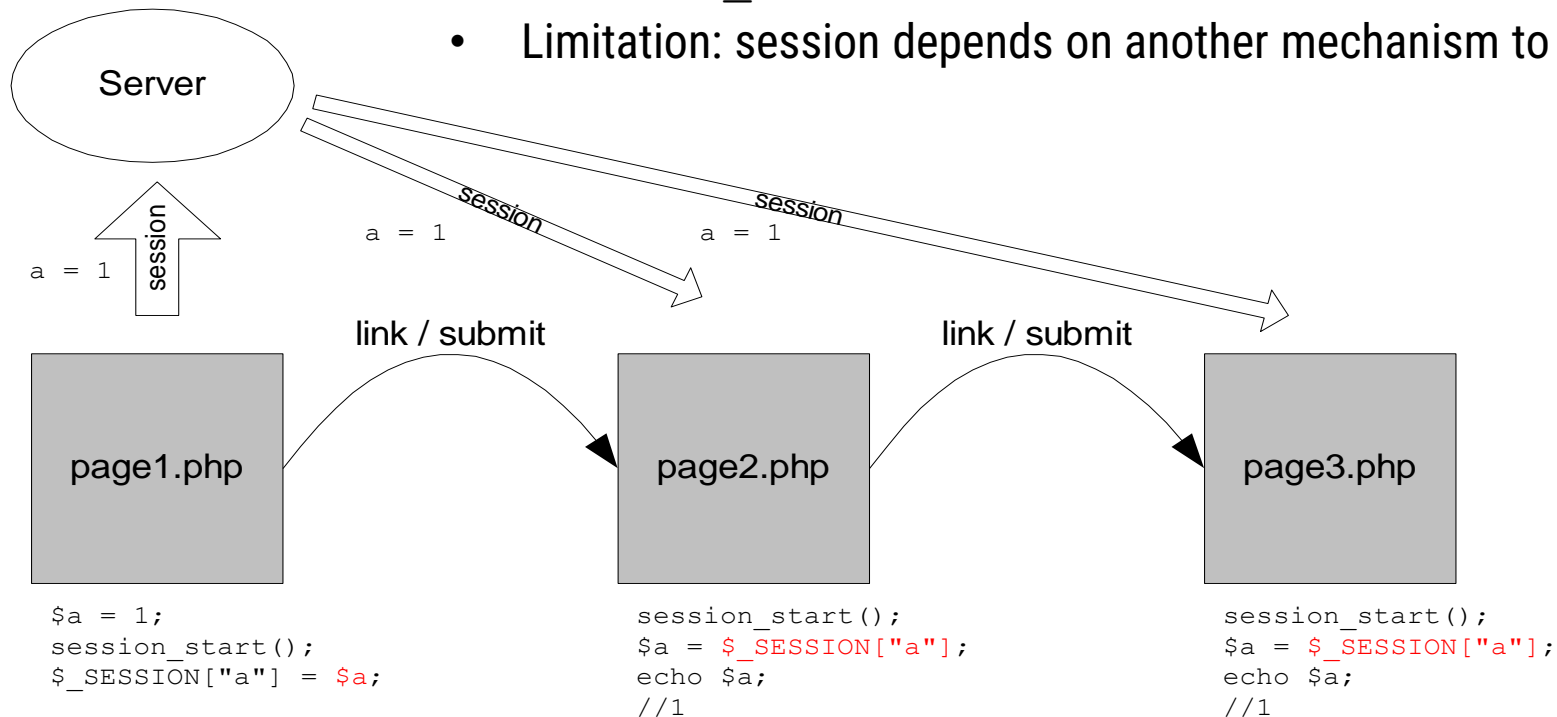 • Limitation: session depends on another mechanism to
Server
session
a = 1
session
a = 1
session
a = 1
link / submit
link / submit
page1.php
page2.php
page3.php
$a = 1;
session_start();
$_SESSION["a"] = $a;
session_start();
$a = $_SESSION["a"];
echo $a;
//1
session_start();
$a = $_SESSION["a"];
echo $a;
//1